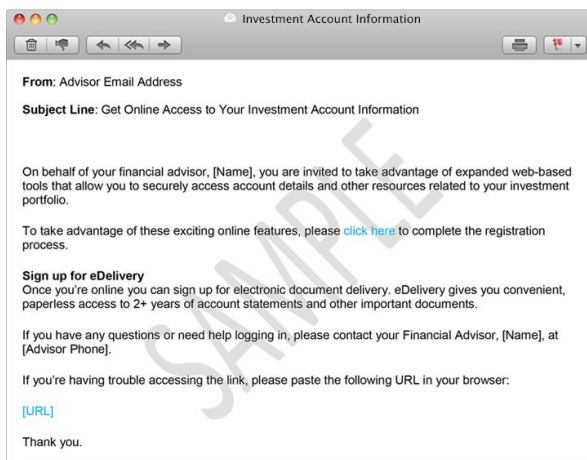 Investment Account Information
From: Advisor Email Address
Subject Line: Get Online Access to Your Investment Account Information
On behalf of your financial advisor, [Name], you are invited to take advantage of expanded web-based
tools that allow you to securely access account details and other resources related to your investment
portfolio.
To take advantage of these exciting online features, please click here to complete the registration
process.
Sign up for eDelivery
Once you're online you can sign up for electronic document delivery. eDelivery gives you convenient,
paperless access to 2+ years of account statements and other important documents.
If you have any questions or need help logging in, please contact your Financial Advisor, [Name], at
[Advisor Phone].
If you're having trouble accessing the link, please paste the following URL in your browser:
[URL]
Thank you.
SAMPLE